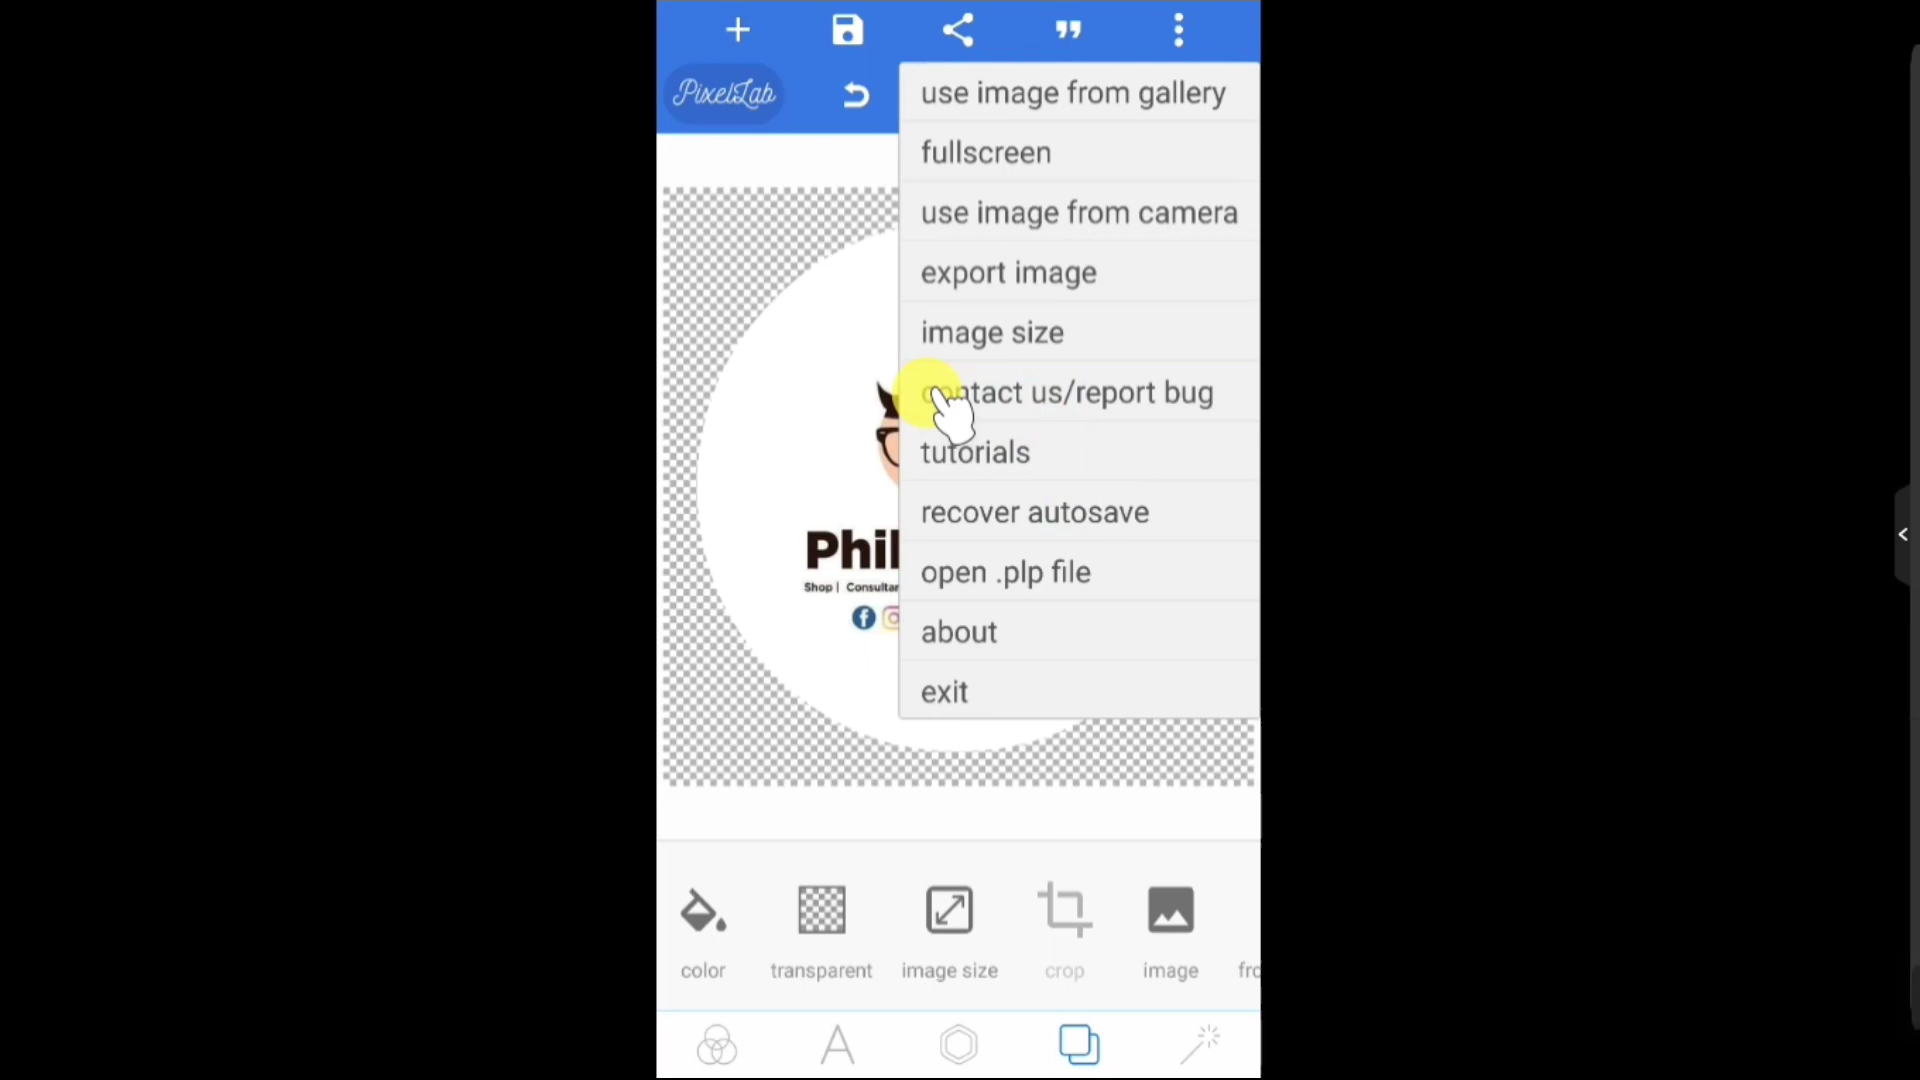 PixelLab
use image from gallery
fullscreen
use image from camera
export image
image size
contact us/report bug
tutorials
recover autosave
open .plp file
about
exit
Phil
Shop | Consultan
color
transparent
image size
crop
image
fro